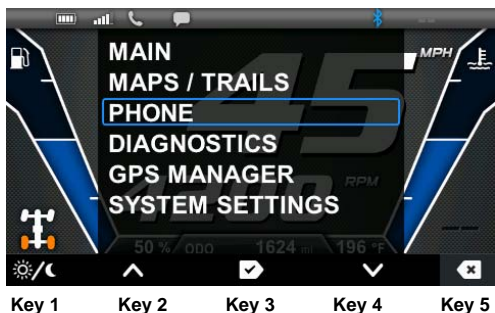 MPH
45
MAIN
MAPS / TRAILS
PHONE
DIAGNOSTICS
GPS MANAGER
SYSTEM SETTINGS
4200 RPM
50 % ODO 1624 mi 196 °F
Key 1 Key 2 Key 3 Key 4 Key 5